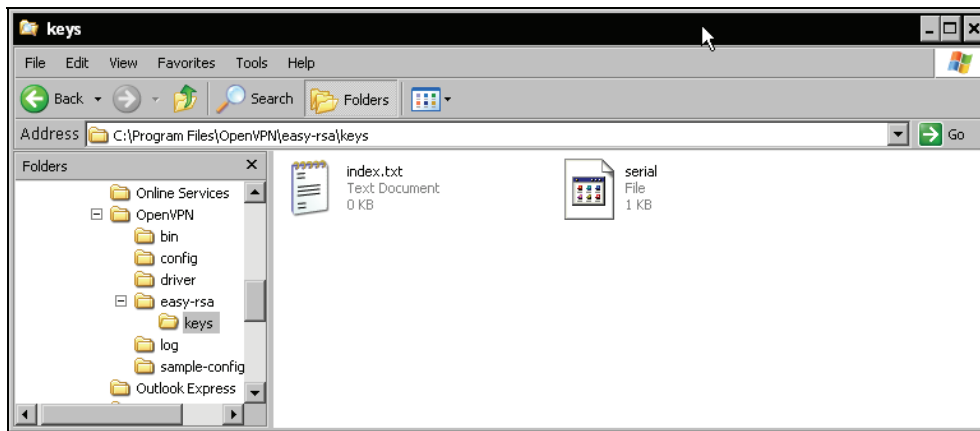 keys
File Edit View Favorites Tools Help
Back Search Folders
Address C:\Program Files\OpenVPN\easy-rsa\keys Go
Folders x
Online Services
OpenVPN
bin
config
driver
easy-rsa
keys
log
sample-config
Outlook Express
index.txt
Text Document
0 KB
serial
File
1 KB